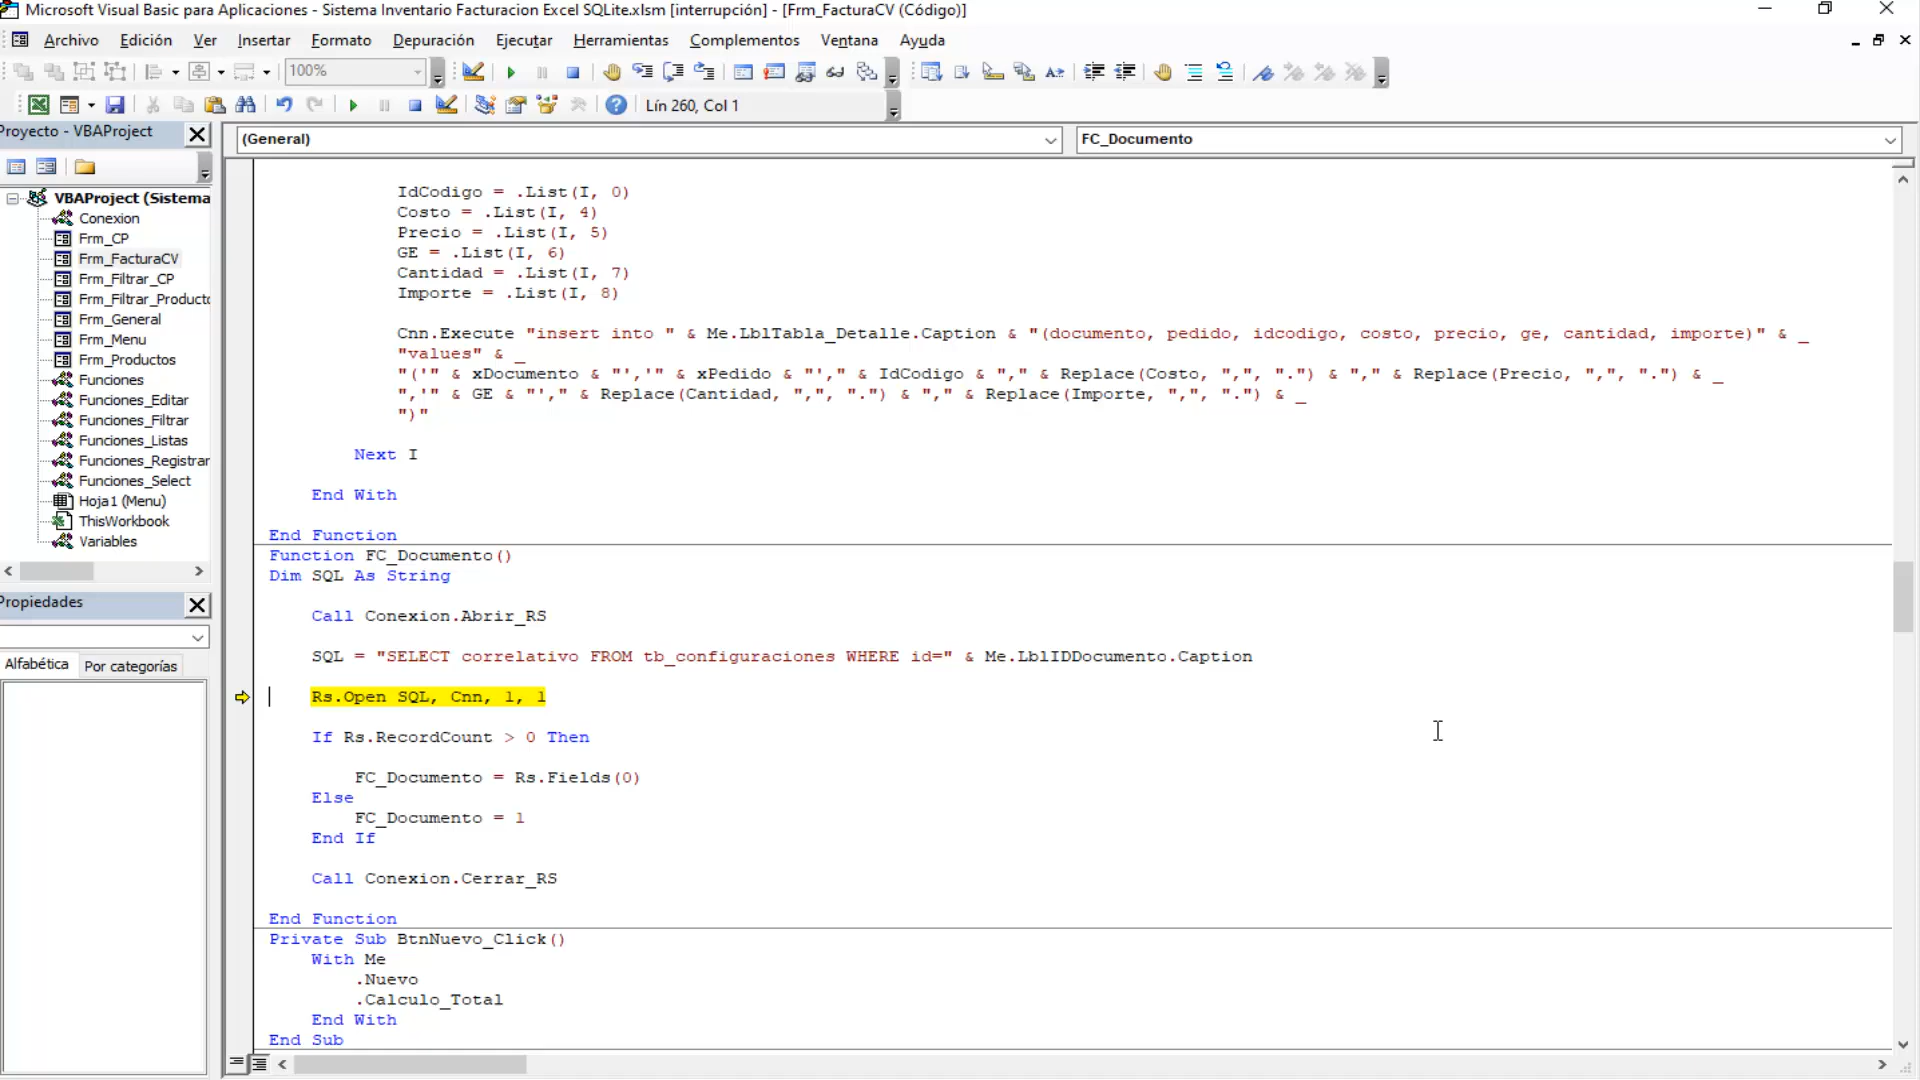 Microsoft Visual Basic para Aplicaciones - Sistema Inventario Facturacion Excel SQLite.xlsm [interrupción] - [Frm_FacturaCV (Código)]
Archivo Edición Ver Insertar Formato Depuración Ejecutar Herramientas Complementos Ventana Ayuda
100%
Lín 260, Col 1
Proyecto - VBAProject
(General)
FC_Documento
VBAProject (Sistema
Conexion
Frm_CP
Frm_FacturaCV
Frm_Filtrar_CP
Frm_Filtrar_Producto
Frm_General
Frm_Menu
Frm_Productos
Funciones
Funciones_Editar
Funciones_Filtrar
Funciones_Listas
Funciones_Registrar
Funciones_Select
Hoja1 (Menu)
ThisWorkbook
Variables
Propiedades
Alfabética Por categorías
IdCodigo = .List(I, 0)
Costo = .List(I, 4)
Precio = .List(I, 5)
GE = .List(I, 6)
Cantidad = .List(I, 7)
Importe = .List(I, 8)
Cnn.Execute "insert into " & Me.LblTabla_Detalle.Caption & "(documento, pedido, idcodigo, costo, precio, ge, cantidad, importe)" & _
"values" & _
"('" & xDocumento & "','" & xPedido & "'," & IdCodigo & "," & Replace(Costo, ",", ".") & "," & Replace(Precio, ",", ".") & _
",'" & GE & "'," & Replace(Cantidad, ",", ".") & "," & Replace(Importe, ",", ".") & _
")"
Next I
End With
End Function
Function FC_Documento()
Dim SQL As String
Call Conexion.Abrir_RS
SQL = "SELECT correlativo FROM tb_configuraciones WHERE id=" & Me.LblIDDocumento.Caption
Rs.Open SQL, Cnn, 1, 1
If Rs.RecordCount > 0 Then
FC_Documento = Rs.Fields(0)
Else
FC_Documento = 1
End If
Call Conexion.Cerrar_RS
End Function
Private Sub BtnNuevo_Click()
With Me
.Nuevo
.Calculo_Total
End With
End Sub